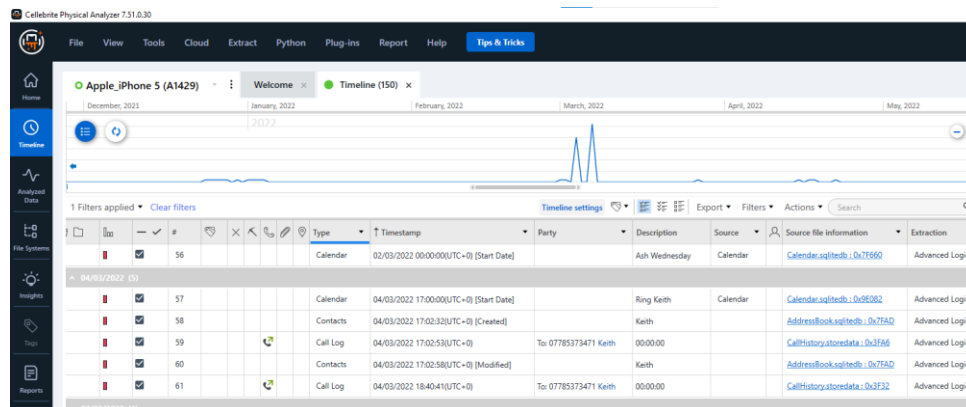 Cellebrite Physical Analyzer 7.51.0.30
File View Tools Cloud Extract Python Plug-ins Report Help Tips & Tricks
Home
Timeline
Analyzed Data
File Systems
Insights
Tags
Reports
Apple_iPhone 5 (A1429) Welcome × Timeline (150) ×
December, 2021 January, 2022 February, 2022 March, 2022 April, 2022 May, 2022
2022
1 Filters applied Clear filters Timeline settings Export Filters Actions Search
# Type Timestamp Party Description Source Source file information Extraction
56 Calendar 02/03/2022 00:00:00(UTC+0) [Start Date] Ash Wednesday Calendar Calendar.sqlitedb : 0x7F660 Advanced Logi
04/03/2022 (5)
57 Calendar 04/03/2022 17:00:00(UTC+0) [Start Date] Ring Keith Calendar Calendar.sqlitedb : 0x9E082 Advanced Logi
58 Contacts 04/03/2022 17:02:32(UTC+0) [Created] Keith AddressBook.sqlitedb : 0x7FAD Advanced Logi
59 Call Log 04/03/2022 17:02:53(UTC+0) To: 07785373471 Keith 00:00:00 CallHistory.storedata : 0x3FA6 Advanced Logi
60 Contacts 04/03/2022 17:02:58(UTC+0) [Modified] Keith AddressBook.sqlitedb : 0x7FAD Advanced Logi
61 Call Log 04/03/2022 18:40:41(UTC+0) To: 07785373471 Keith 00:00:00 CallHistory.storedata : 0x3F32 Advanced Logi